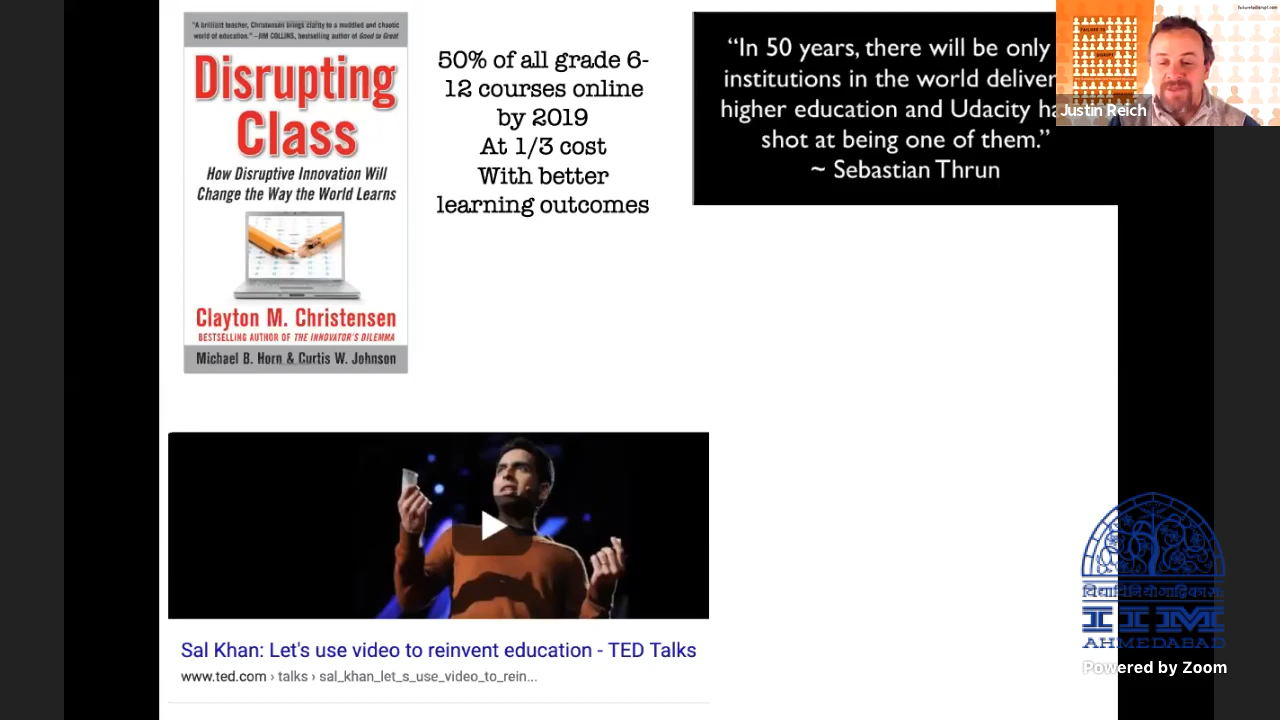 "A brilliant teacher, Christensen brings clarity to a muddled and chaotic
world of education." —JIM COLLINS, bestselling author of Good to Great
Disrupting
Class
How Disruptive Innovation Will
Change the Way the World Learns
Clayton M. Christensen
BESTSELLING AUTHOR OF THE INNOVATOR'S DILEMMA
Michael B. Horn & Curtis W. Johnson
50% of all grade 6-
12 courses online
by 2019
At 1/3 cost
With better
learning outcomes
“In 50 years, there will be only
institutions in the world deliver
higher education and Udacity ha
shot at being one of them.”
~ Sebastian Thrun
FAILURE TO
DISRUPT
Justin Reich
Sal Khan: Let's use video to reinvent education - TED Talks
www.ted.com › talks › sal_khan_let_s_use_video_to_rein...
विद्याविनियोगाद्विकासः
IIM
AHMEDABAD
Powered by Zoom